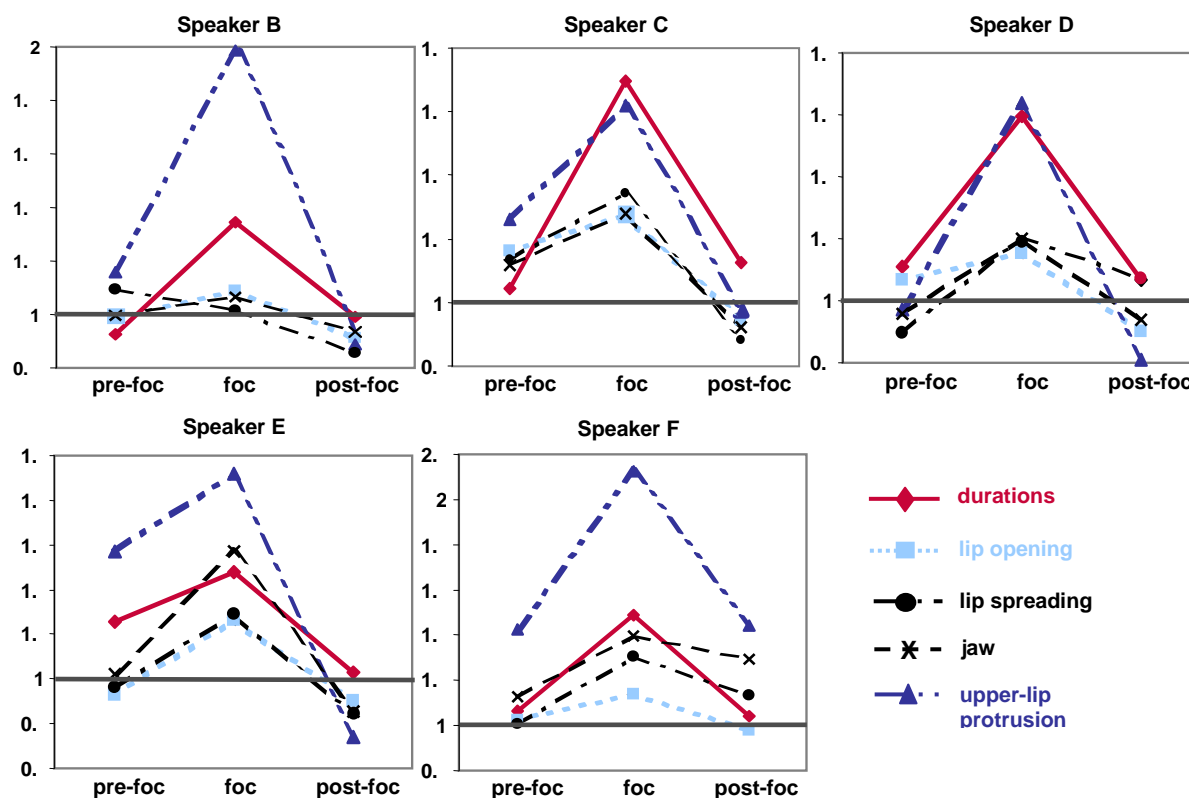 Speaker B
2
1.
1.
1.
1.
1
0.
pre-foc foc post-foc
Speaker C
1.
1.
1.
1.
1
0.
pre-foc foc post-foc
Speaker D
1.
1.
1.
1.
1
0.
pre-foc foc post-foc
Speaker E
1.
1.
1.
1.
1.
1
0.
0.
pre-foc foc post-foc
Speaker F
2.
2
1.
1.
1.
1.
1
0.
pre-foc foc post-foc
durations
lip opening
lip spreading
jaw
upper-lip
protrusion